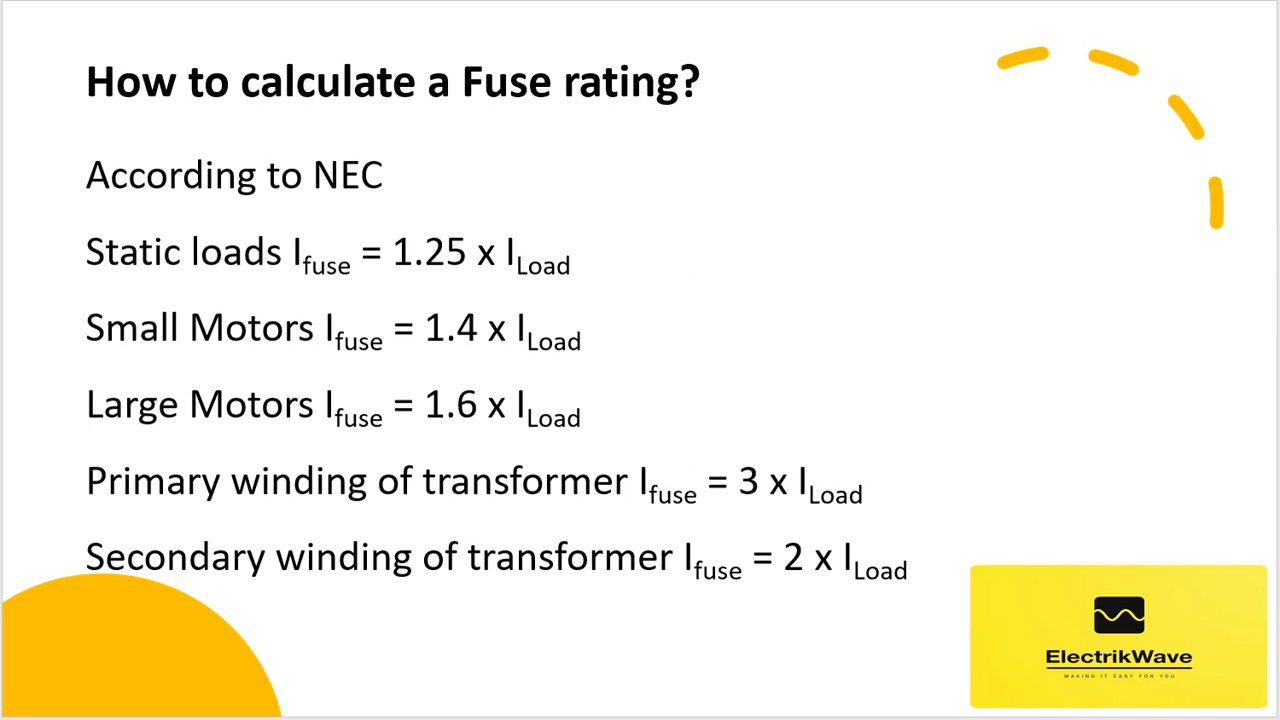 How to calculate a Fuse rating?
According to NEC
Static loads Ifuse = 1.25 x ILoad
Small Motors Ifuse = 1.4 x ILoad
Large Motors Ifuse = 1.6 x ILoad
Primary winding of transformer Ifuse = 3 x ILoad
Secondary winding of transformer Ifuse = 2 x ILoad
ElectrikWave
MAKING IT EASY FOR YOU